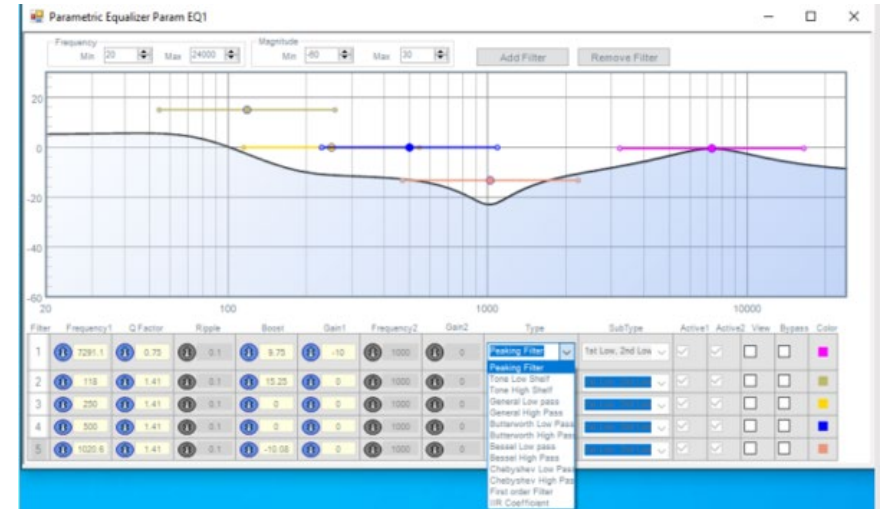 Parametric Equalizer Param EQ1
Frequency
Min 20 Max 24000
Magnitude
Min -60 Max 30
Add Filter Remove Filter
20
0
-20
-40
-60
20 100 1000 10000
Filter Frequency1 Q Factor Ripple Boost Gain1 Frequency2 Gain2 Type SubType Active1 Active2 View Bypass Color
1 7291.1 0.75 0.1 9.75 -10 1000 0 Peaking Filter 1st Low, 2nd Low
2 118 1.41 0.1 15.25 0 1000 0
3 250 1.41 0.1 0 0 1000 0
4 500 1.41 0.1 0 0 1000 0
5 1020.6 1.41 0.1 -10.08 0 1000 0
Peaking Filter
Tone Low Shelf
Tone High Shelf
General Low pass
General High Pass
Butterworth Low Pass
Butterworth High Pass
Bessel Low pass
Bessel High Pass
Chebyshev Low Pass
Chebyshev High Pass
First order Filter
IIR Coefficient